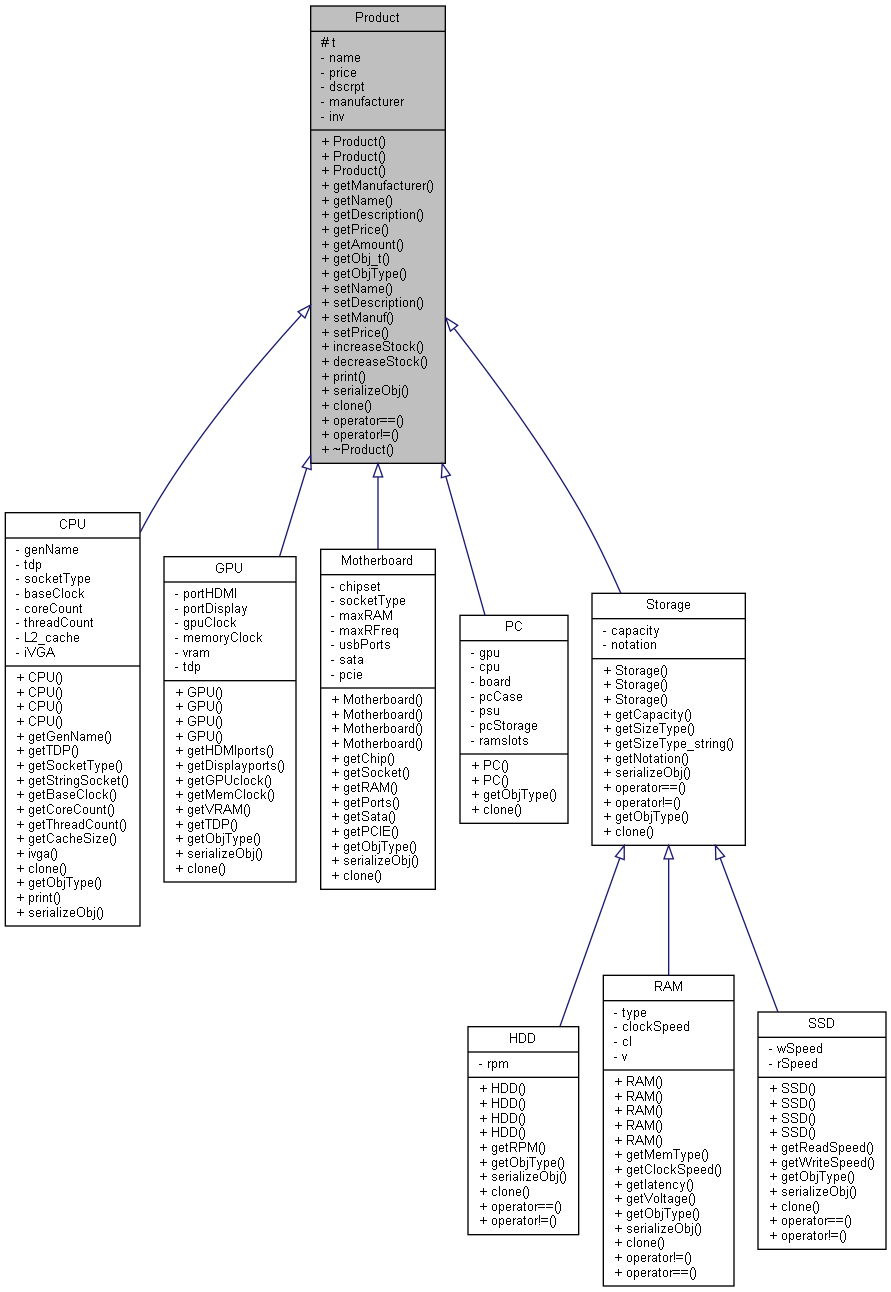 Product
# t
- name
- price
- dscrpt
- manufacturer
- inv
+ Product()
+ Product()
+ Product()
+ getManufacturer()
+ getName()
+ getDescription()
+ getPrice()
+ getAmount()
+ getObj_t()
+ getObjType()
+ setName()
+ setDescription()
+ setManuf()
+ setPrice()
+ increaseStock()
+ decreaseStock()
+ print()
+ serializeObj()
+ clone()
+ operator==()
+ operator!=()
+ ~Product()
CPU
- genName
- tdp
- socketType
- baseClock
- coreCount
- threadCount
- L2_cache
- iVGA
+ CPU()
+ CPU()
+ CPU()
+ CPU()
+ getGenName()
+ getTDP()
+ getSocketType()
+ getStringSocket()
+ getBaseClock()
+ getCoreCount()
+ getThreadCount()
+ getCacheSize()
+ ivga()
+ clone()
+ getObjType()
+ print()
+ serializeObj()
GPU
- portHDMI
- portDisplay
- gpuClock
- memoryClock
- vram
- tdp
+ GPU()
+ GPU()
+ GPU()
+ GPU()
+ getHDMIports()
+ getDisplayports()
+ getGPUclock()
+ getMemClock()
+ getVRAM()
+ getTDP()
+ getObjType()
+ serializeObj()
+ clone()
Motherboard
- chipset
- socketType
- maxRAM
- maxRFreq
- usbPorts
- sata
- pcie
+ Motherboard()
+ Motherboard()
+ Motherboard()
+ Motherboard()
+ getChip()
+ getSocket()
+ getRAM()
+ getPorts()
+ getSata()
+ getPCIE()
+ getObjType()
+ serializeObj()
+ clone()
PC
- gpu
- cpu
- board
- pcCase
- psu
- pcStorage
- ramslots
+ PC()
+ PC()
+ getObjType()
+ clone()
Storage
- capacity
- notation
+ Storage()
+ Storage()
+ Storage()
+ getCapacity()
+ getSizeType()
+ getSizeType_string()
+ getNotation()
+ serializeObj()
+ operator==()
+ operator!=()
+ getObjType()
+ clone()
HDD
- rpm
+ HDD()
+ HDD()
+ HDD()
+ HDD()
+ getRPM()
+ getObjType()
+ serializeObj()
+ clone()
+ operator==()
+ operator!=()
RAM
- type
- clockSpeed
- cl
- v
+ RAM()
+ RAM()
+ RAM()
+ RAM()
+ RAM()
+ getMemType()
+ getClockSpeed()
+ getlatency()
+ getVoltage()
+ getObjType()
+ serializeObj()
+ clone()
+ operator!=()
+ operator==()
SSD
- wSpeed
- rSpeed
+ SSD()
+ SSD()
+ SSD()
+ SSD()
+ getReadSpeed()
+ getWriteSpeed()
+ getObjType()
+ serializeObj()
+ clone()
+ operator==()
+ operator!=()